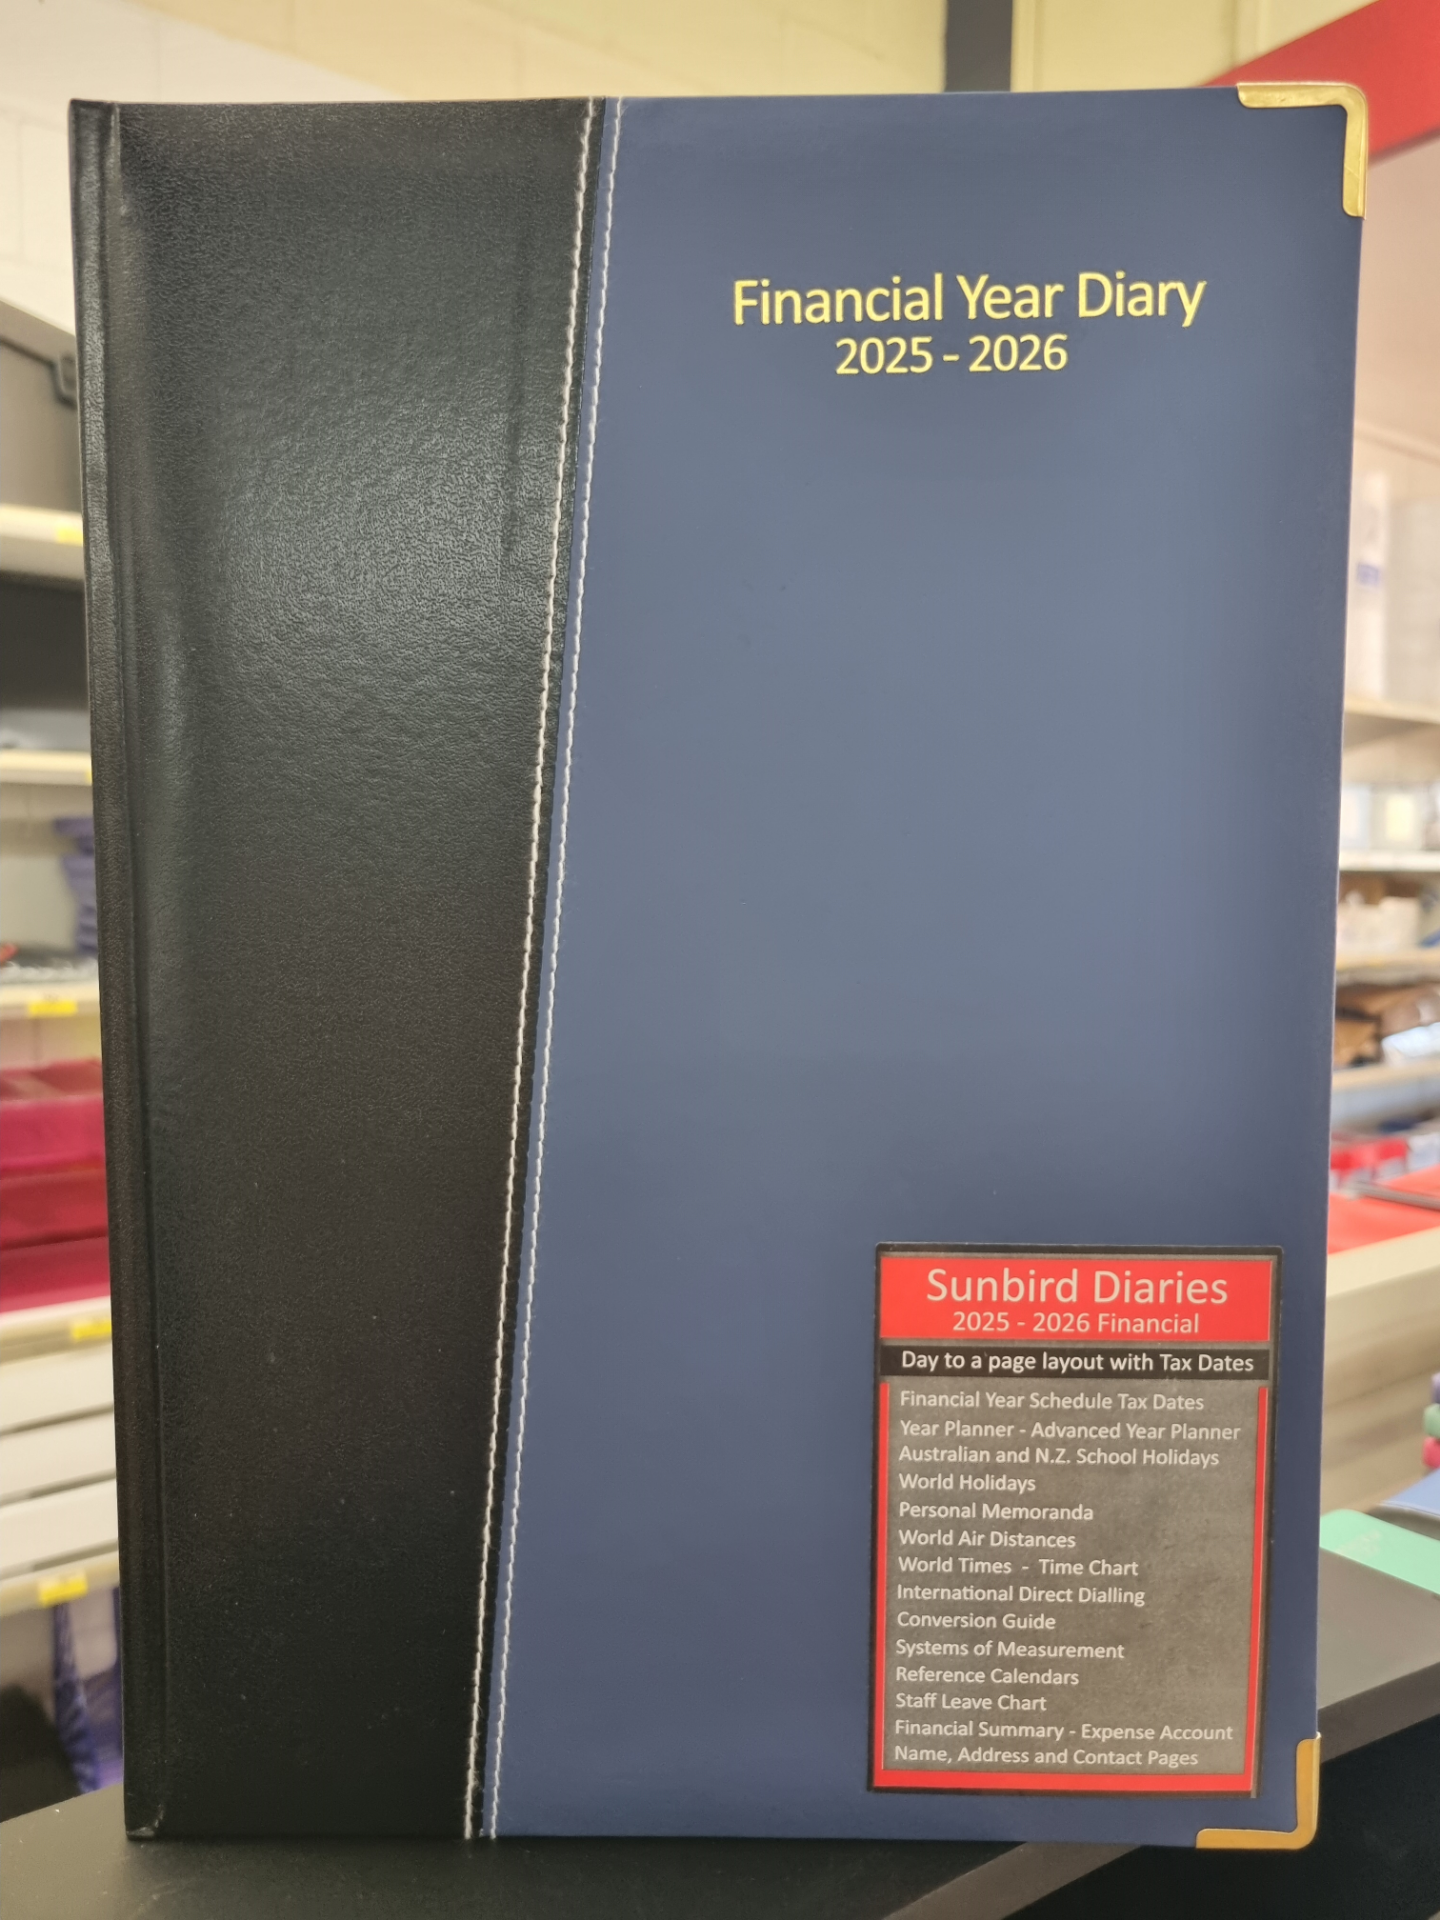 Financial Year Diary
2025 - 2026
Sunbird Diaries
2025 - 2026 Financial
Day to a page layout with Tax Dates
Financial Year Schedule Tax Dates
Year Planner - Advanced Year Planner
Australian and N.Z. School Holidays
World Holidays
Personal Memoranda
World Air Distances
World Times - Time Chart
International Direct Dialling
Conversion Guide
Systems of Measurement
Reference Calendars
Staff Leave Chart
Financial Summary - Expense Account
Name, Address and Contact Pages